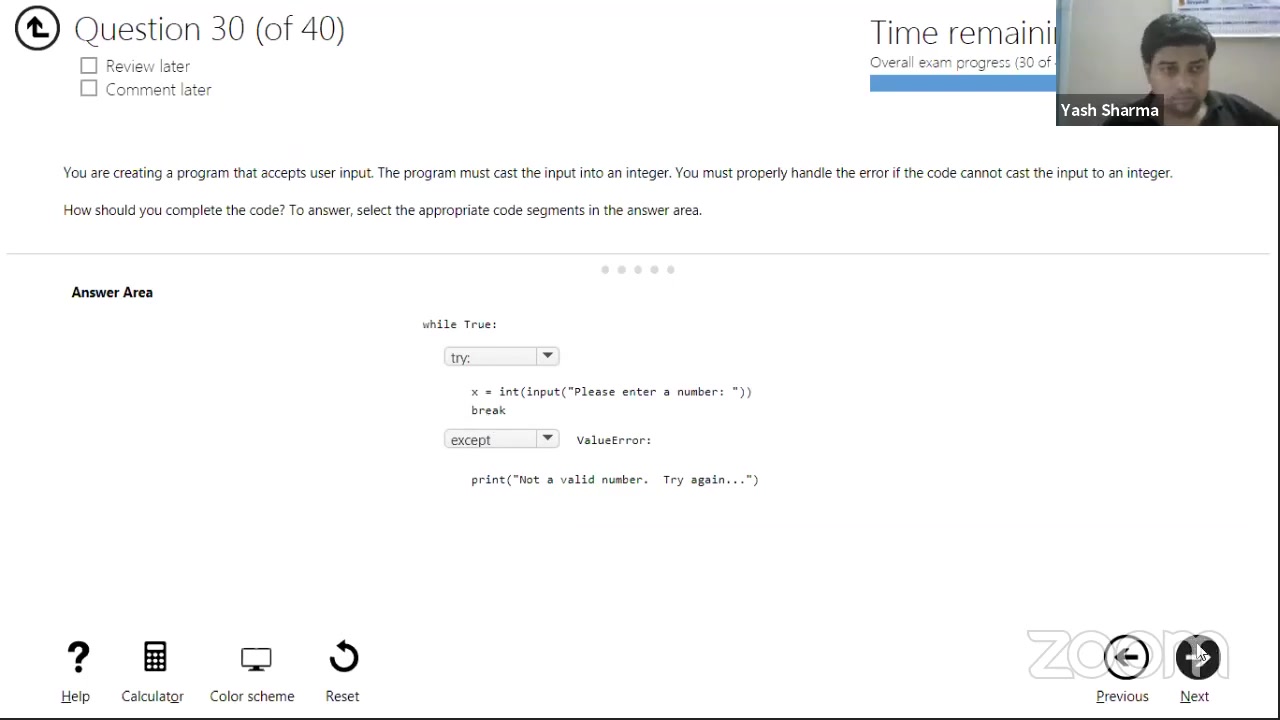 Question 30 (of 40)
Review later
Comment later
Time remaini
Overall exam progress (30 of
Yash Sharma
You are creating a program that accepts user input. The program must cast the input into an integer. You must properly handle the error if the code cannot cast the input to an integer.
How should you complete the code? To answer, select the appropriate code segments in the answer area.
Answer Area
while True:
try:
x = int(input("Please enter a number: "))
break
except ValueError:
print("Not a valid number.  Try again...")
zoom
Help
Calculator
Color scheme
Reset
Previous
Next